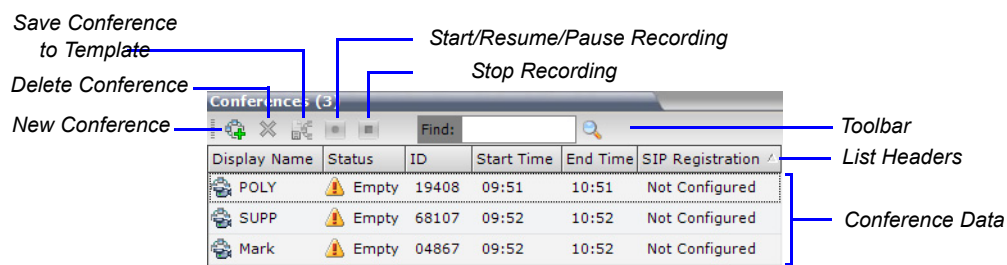 Save Conference
to Template
Start/Resume/Pause Recording
Stop Recording
Delete Conference
Conferences (3)
New Conference
Find:
Toolbar
Display Name Status ID Start Time End Time SIP Registration
List Headers
POLY Empty 19408 09:51 10:51 Not Configured
SUPP Empty 68107 09:52 10:52 Not Configured
Conference Data
Mark Empty 04867 09:52 10:52 Not Configured